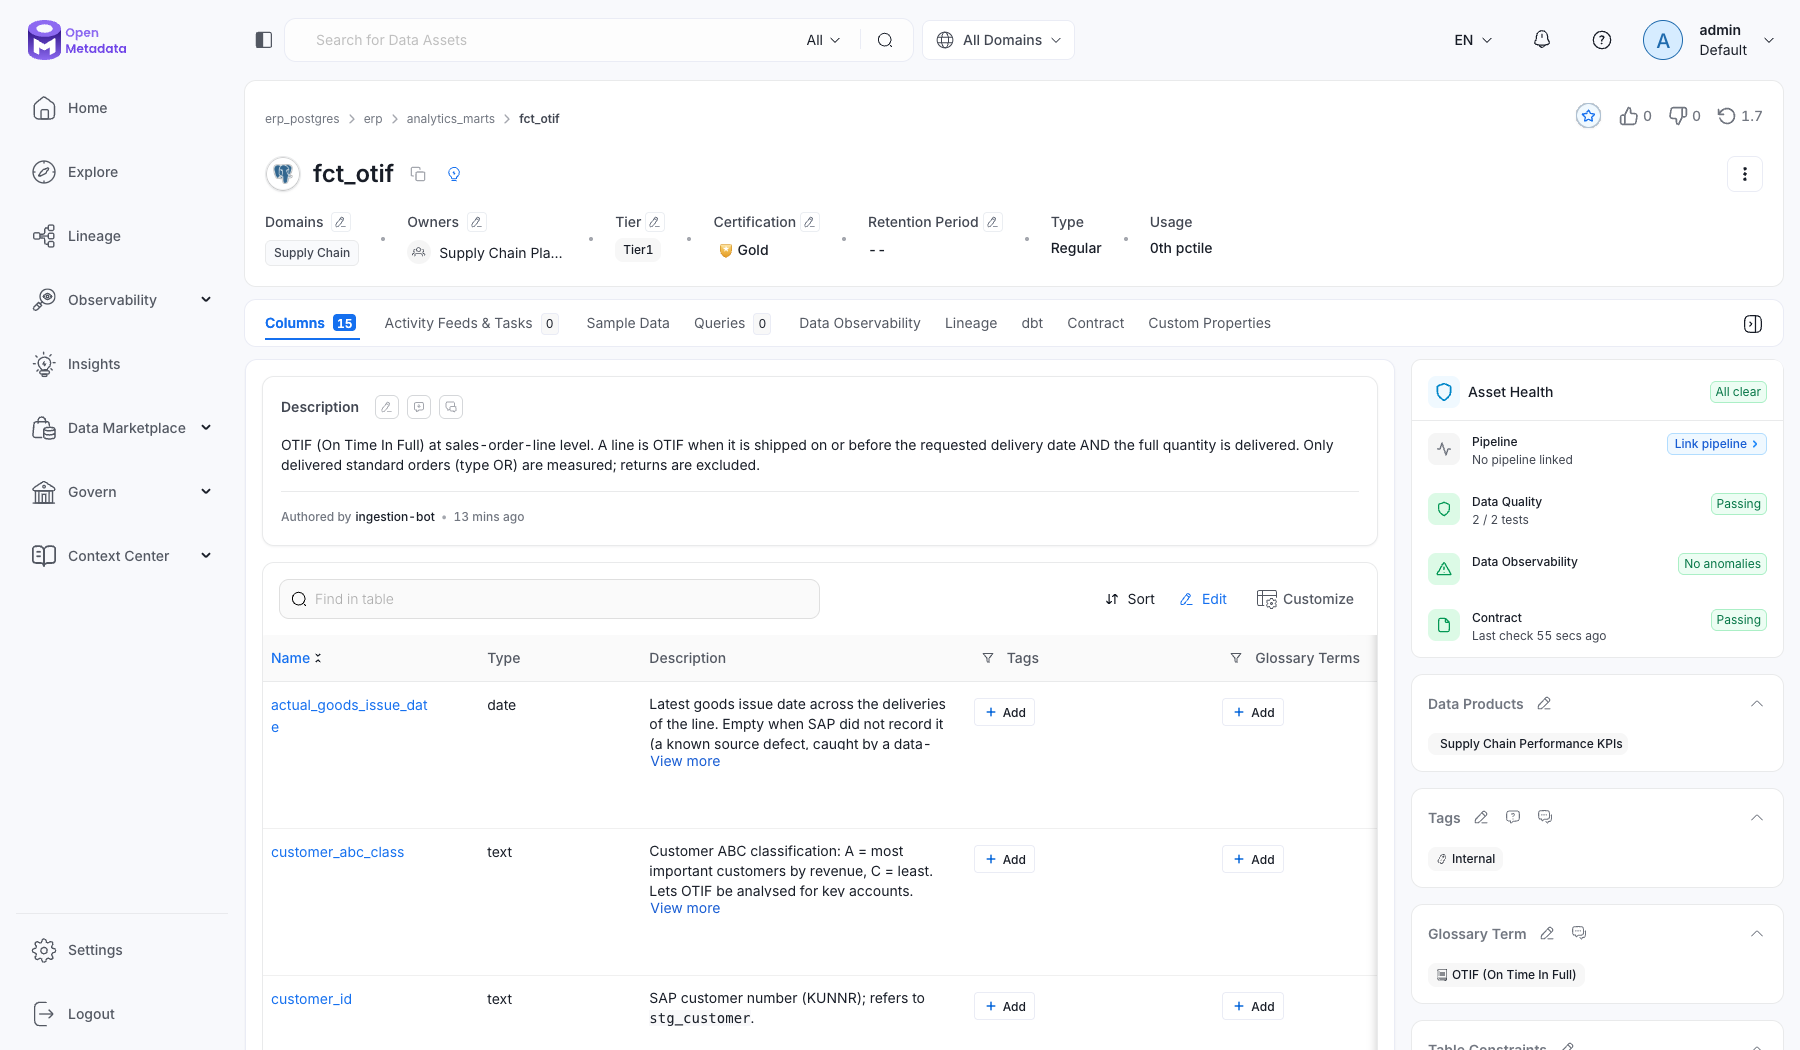 Open
Metadata
Search for Data Assets
All
All Domains
EN
A
admin
Default
Home
Explore
Lineage
Observability
Insights
Data Marketplace
Govern
Context Center
Settings
Logout
erp_postgres > erp > analytics_marts > fct_otif
0
0
1.7
fct_otif
Domains
Supply Chain
Owners
Supply Chain Pla...
Tier
Tier1
Certification
Gold
Retention Period
--
Type
Regular
Usage
0th pctile
Columns 15
Activity Feeds & Tasks 0
Sample Data
Queries 0
Data Observability
Lineage
dbt
Contract
Custom Properties
Description
OTIF (On Time In Full) at sales-order-line level. A line is OTIF when it is shipped on or before the requested delivery date AND the full quantity is delivered. Only
delivered standard orders (type OR) are measured; returns are excluded.
Authored by ingestion-bot • 13 mins ago
Find in table
Sort
Edit
Customize
Name
Type
Description
Tags
Glossary Terms
actual_goods_issue_dat
e
date
Latest goods issue date across the deliveries
of the line. Empty when SAP did not record it
(a known source defect, caught by a data-
View more
Add
Add
customer_abc_class
text
Customer ABC classification: A = most
important customers by revenue, C = least.
Lets OTIF be analysed for key accounts.
View more
Add
Add
customer_id
text
SAP customer number (KUNNR); refers to
stg_customer.
Add
Add
Asset Health
All clear
Pipeline
No pipeline linked
Link pipeline >
Data Quality
2 / 2 tests
Passing
Data Observability
No anomalies
Contract
Last check 55 secs ago
Passing
Data Products
Supply Chain Performance KPIs
Tags
Internal
Glossary Term
OTIF (On Time In Full)
Table Constraints